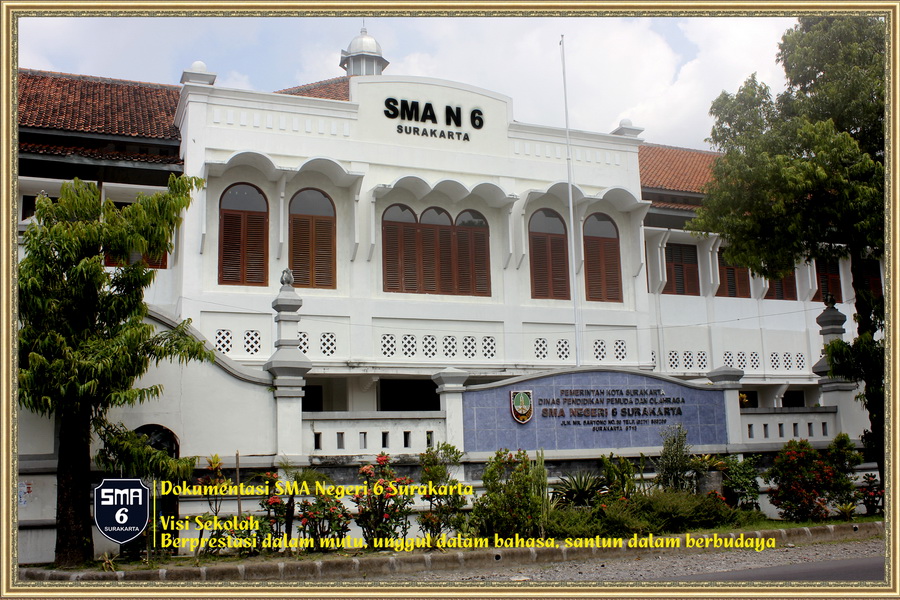 SMA N 6
SURAKARTA
PEMERINTAH KOTA SURAKARTA
DINAS PENDIDIKAN PEMUDA DAN OLAHRAGA
SMA NEGERI 6 SURAKARTA
SURAKARTA
SMA
6
SURAKARTA
Dokumentasi SMA Negeri 6 Surakarta
Visi Sekolah
Berprestasi dalam mutu, unggul dalam bahasa, santun dalam berbudaya